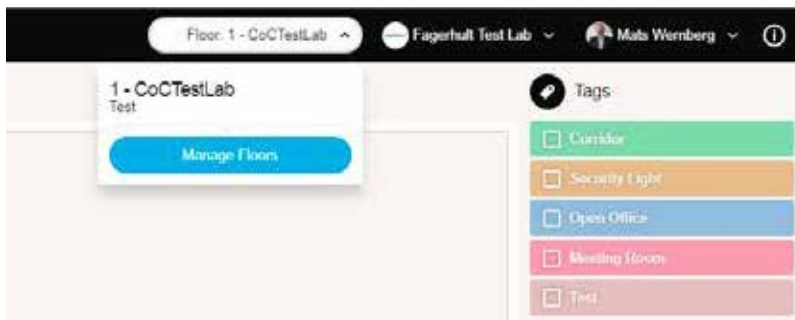 Floor: 1 - CoCTestLab
Fagerhult Test Lab
Mats Wernberg
1 - CoCTestLab
Test
Manage Floors
Tags
Corridor
Security Light
Open Office
Meeting Room
Test